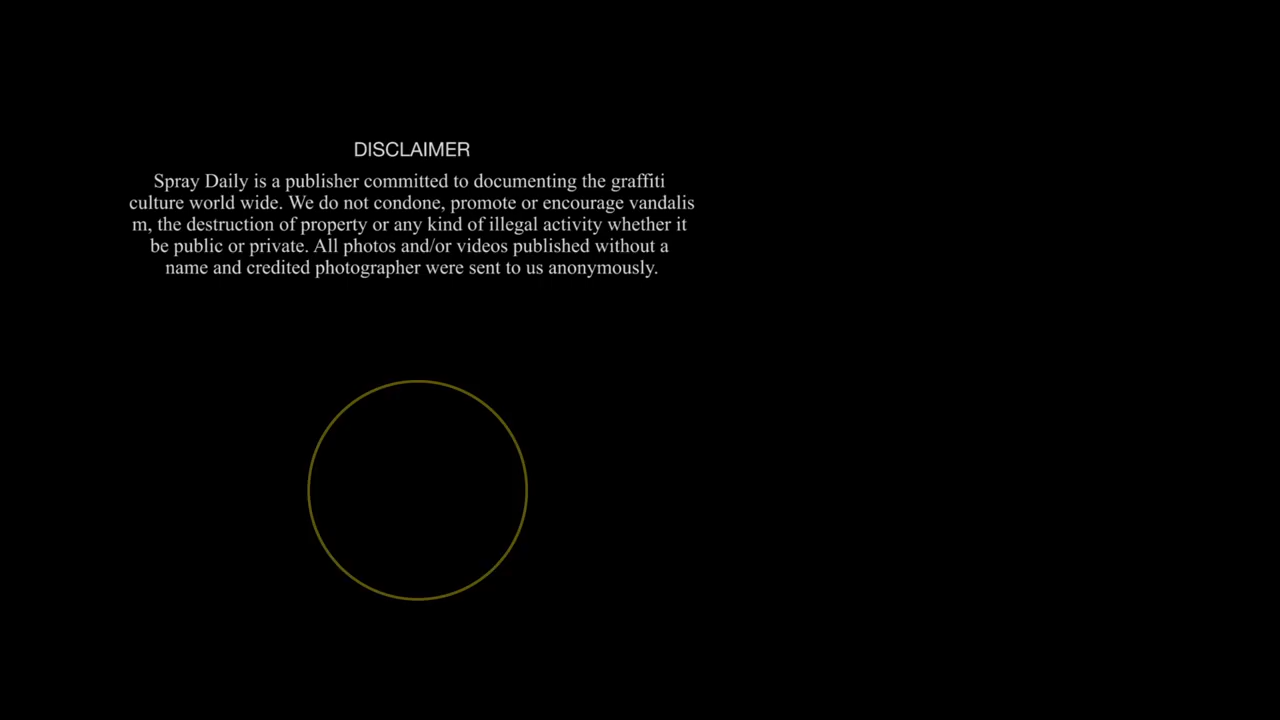 DISCLAIMER
Spray Daily is a publisher committed to documenting the graffiti
culture world wide. We do not condone, promote or encourage vandalis
m, the destruction of property or any kind of illegal activity whether it
be public or private. All photos and/or videos published without a
name and credited photographer were sent to us anonymously.